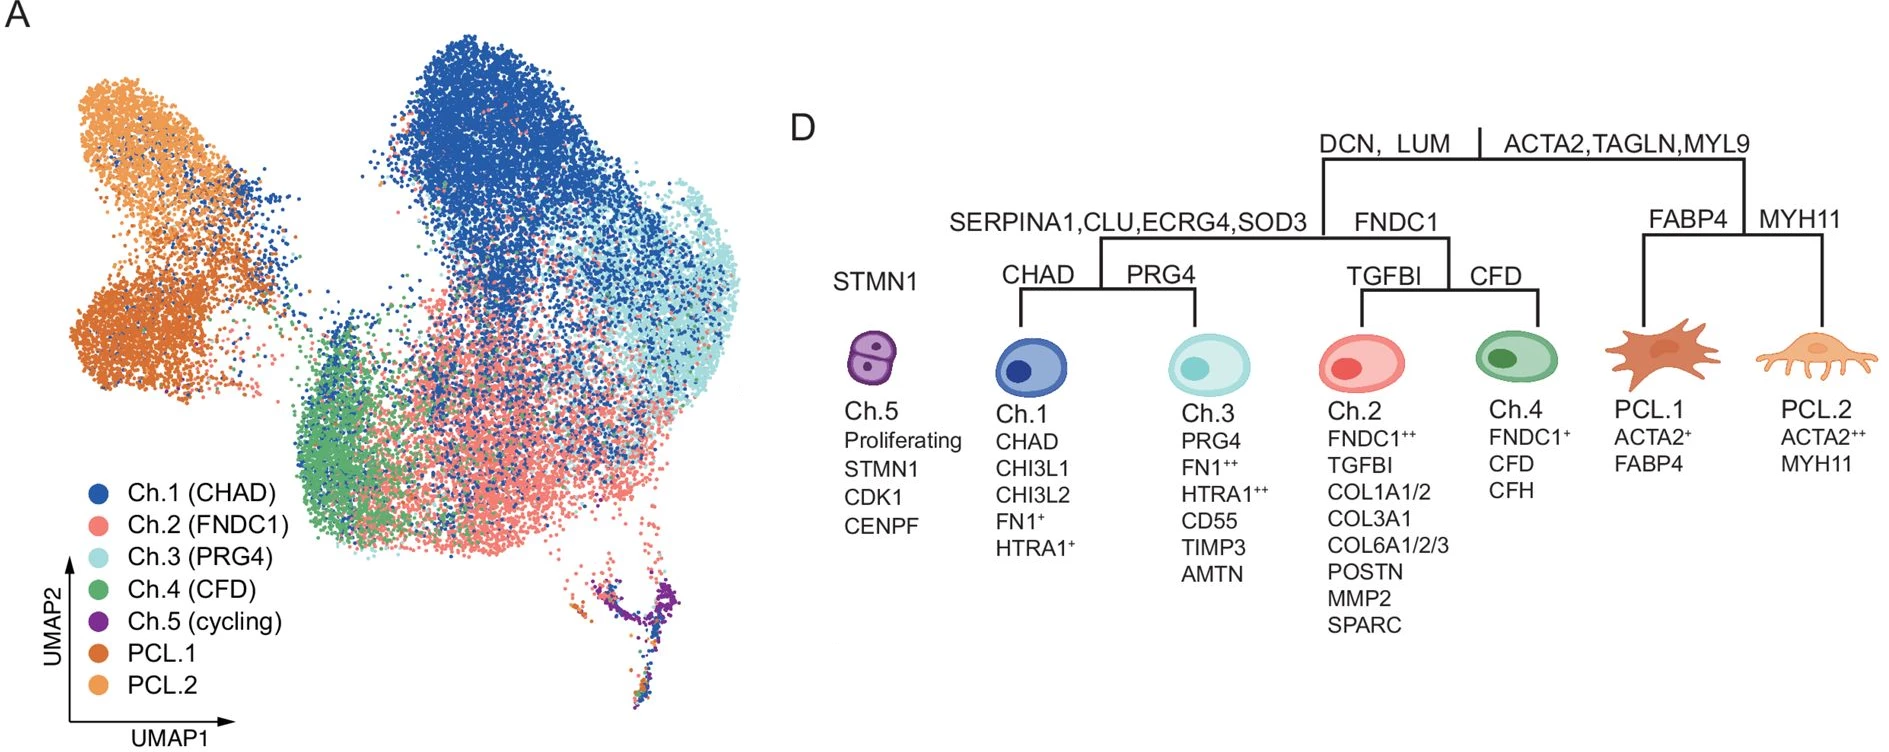 A
Ch.1 (CHAD)
Ch.2 (FNDC1)
Ch.3 (PRG4)
Ch.4 (CFD)
Ch.5 (cycling)
PCL.1
PCL.2
UMAP2
UMAP1
D
DCN, LUM ACTA2,TAGLN,MYL9
SERPINA1,CLU,ECRG4,SOD3 FNDC1 FABP4 MYH11
STMN1 CHAD PRG4 TGFBI CFD
Ch.5
Proliferating
STMN1
CDK1
CENPF
Ch.1
CHAD
CHI3L1
CHI3L2
FN1⁺
HTRA1⁺
Ch.3
PRG4
FN1⁺⁺
HTRA1⁺⁺
CD55
TIMP3
AMTN
Ch.2
FNDC1⁺⁺
TGFBI
COL1A1/2
COL3A1
COL6A1/2/3
POSTN
MMP2
SPARC
Ch.4
FNDC1⁺
CFD
CFH
PCL.1
ACTA2⁺
FABP4
PCL.2
ACTA2⁺⁺
MYH11